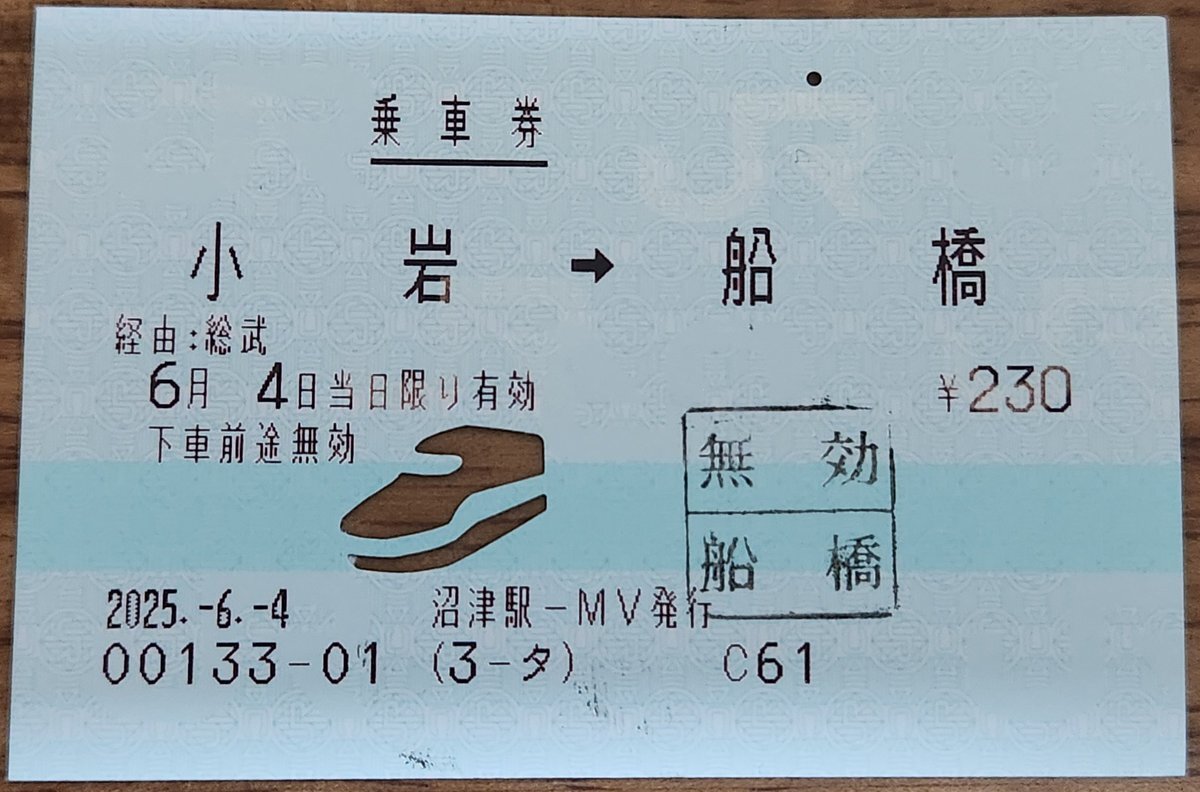 JR
乗車券
小岩➡船橋
経由:総武
6月 4日当日限り有効
¥230
下車前途無効
無効
船橋
2025.-6.-4 沼津駅-MV発行
00133-01 (3-タ) C61